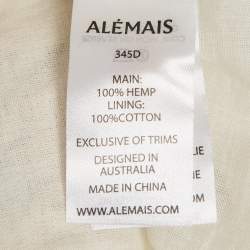 ALÉMAIS
345D
MAIN:
100% HEMP
LINING:
100%COTTON
EXCLUSIVE OF TRIMS
DESIGNED IN
AUSTRALIA
MADE IN CHINA
WWW.ALEMAIS.COM